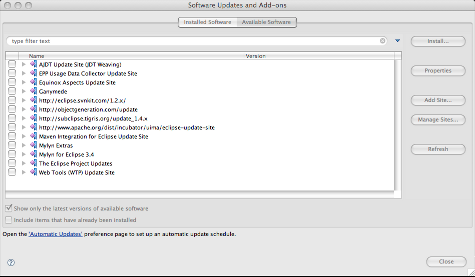 Software Updates and Add-ons
Installed Software Available Software
type filter text
Install...
Name Version
AJDT Update Site (JDT Weaving)
EPP Usage Data Collector Update Site
Properties
Equinox Aspects Update Site
Ganymede
http://eclipse.svnkit.com/1.2.x/
Add Site...
http://objectgeneration.com/update
http://subclipse.tigris.org/update_1.4.x
Manage Sites...
http://www.apache.org/dist/incubator/uima/eclipse-update-site
Maven Integration for Eclipse Update Site
Mylyn Extras
Refresh
Mylyn for Eclipse 3.4
The Eclipse Project Updates
Web Tools (WTP) Update Site
Show only the latest versions of available software
Include items that have already been installed
Open the 'Automatic Updates' preference page to set up an automatic update schedule.
?
Close